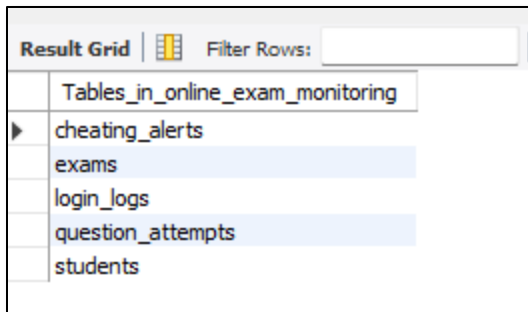 Result Grid Filter Rows:
Tables_in_online_exam_monitoring
cheating_alerts
exams
login_logs
question_attempts
students